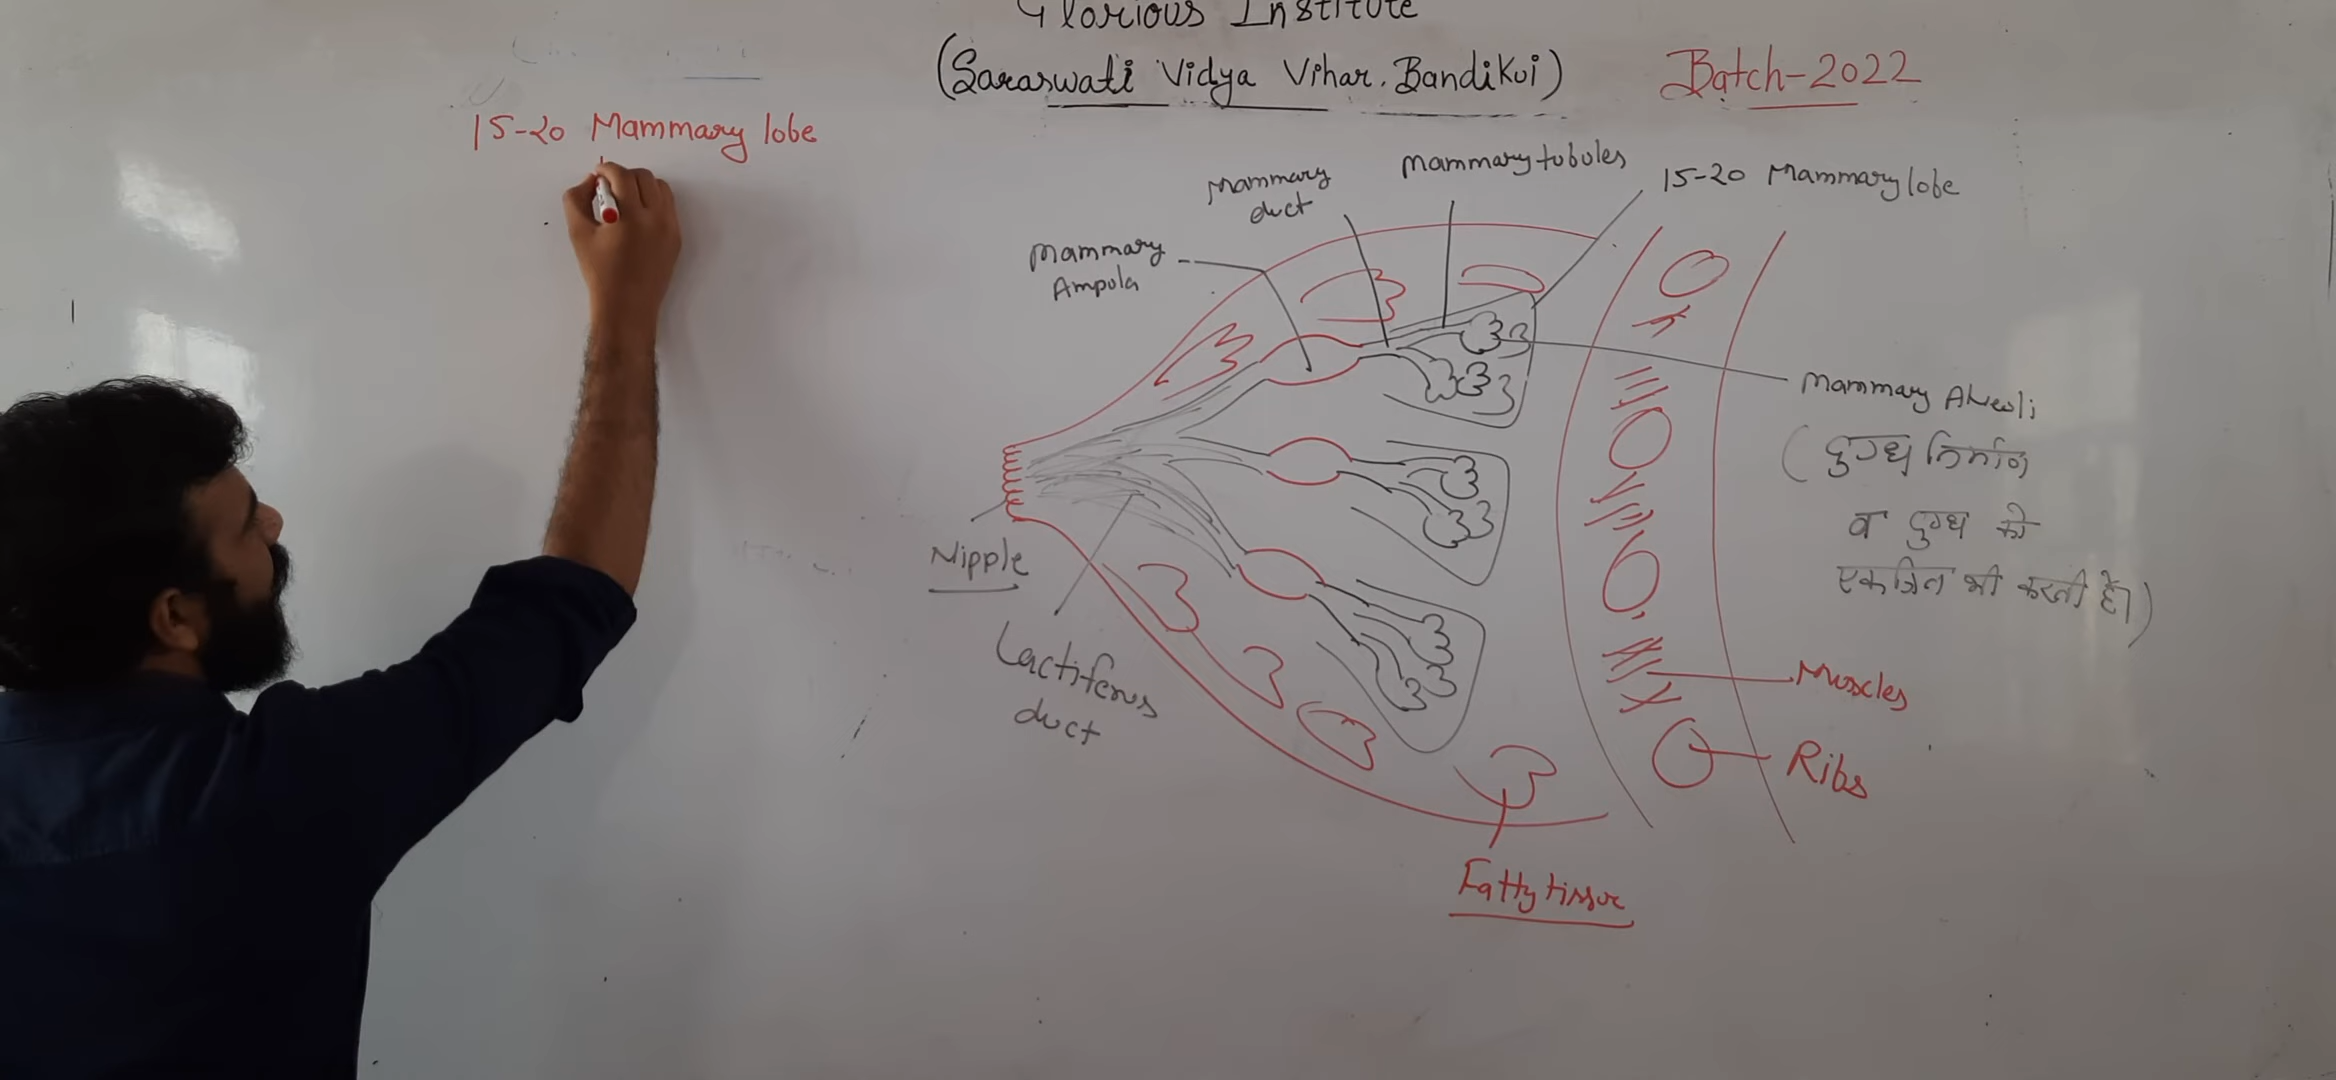 Glorious Institute
(Saraswati Vidya Vihar, Bandikui)
Batch-2022
15-20 Mammary lobe
Mammary
duct
Mammary tubules
15-20 Mammary lobe
Mammary
Ampula
Mammary Alveoli
(दुग्ध निर्माण
व दुग्ध को
एकत्रित भी करती है।)
Nipple
Lactiferus
duct
Muscles
Ribs
Fatty tissue